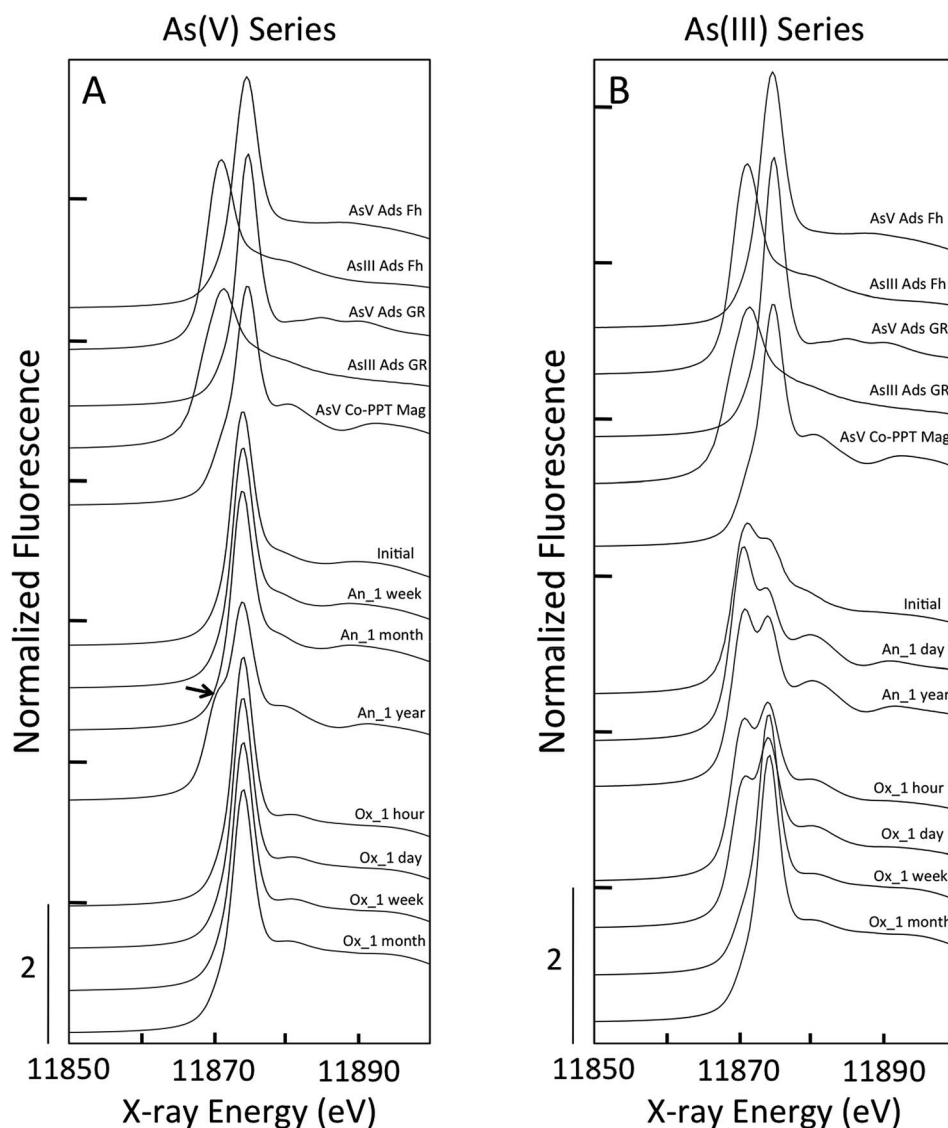 As(V) Series
A
AsV Ads Fh
AsIII Ads Fh
AsV Ads GR
AsIII Ads GR
AsV Co-PPT Mag
Initial
An_1 week
An_1 month
An_1 year
Ox_1 hour
Ox_1 day
Ox_1 week
Ox_1 month
Normalized Fluorescence
2
11850
11870
11890
X-ray Energy (eV)
As(III) Series
B
AsV Ads Fh
AsIII Ads Fh
AsV Ads GR
AsIII Ads GR
AsV Co-PPT Mag
Initial
An_1 day
An_1 year
Ox_1 hour
Ox_1 day
Ox_1 week
Ox_1 month
Normalized Fluorescence
2
11850
11870
11890
X-ray Energy (eV)